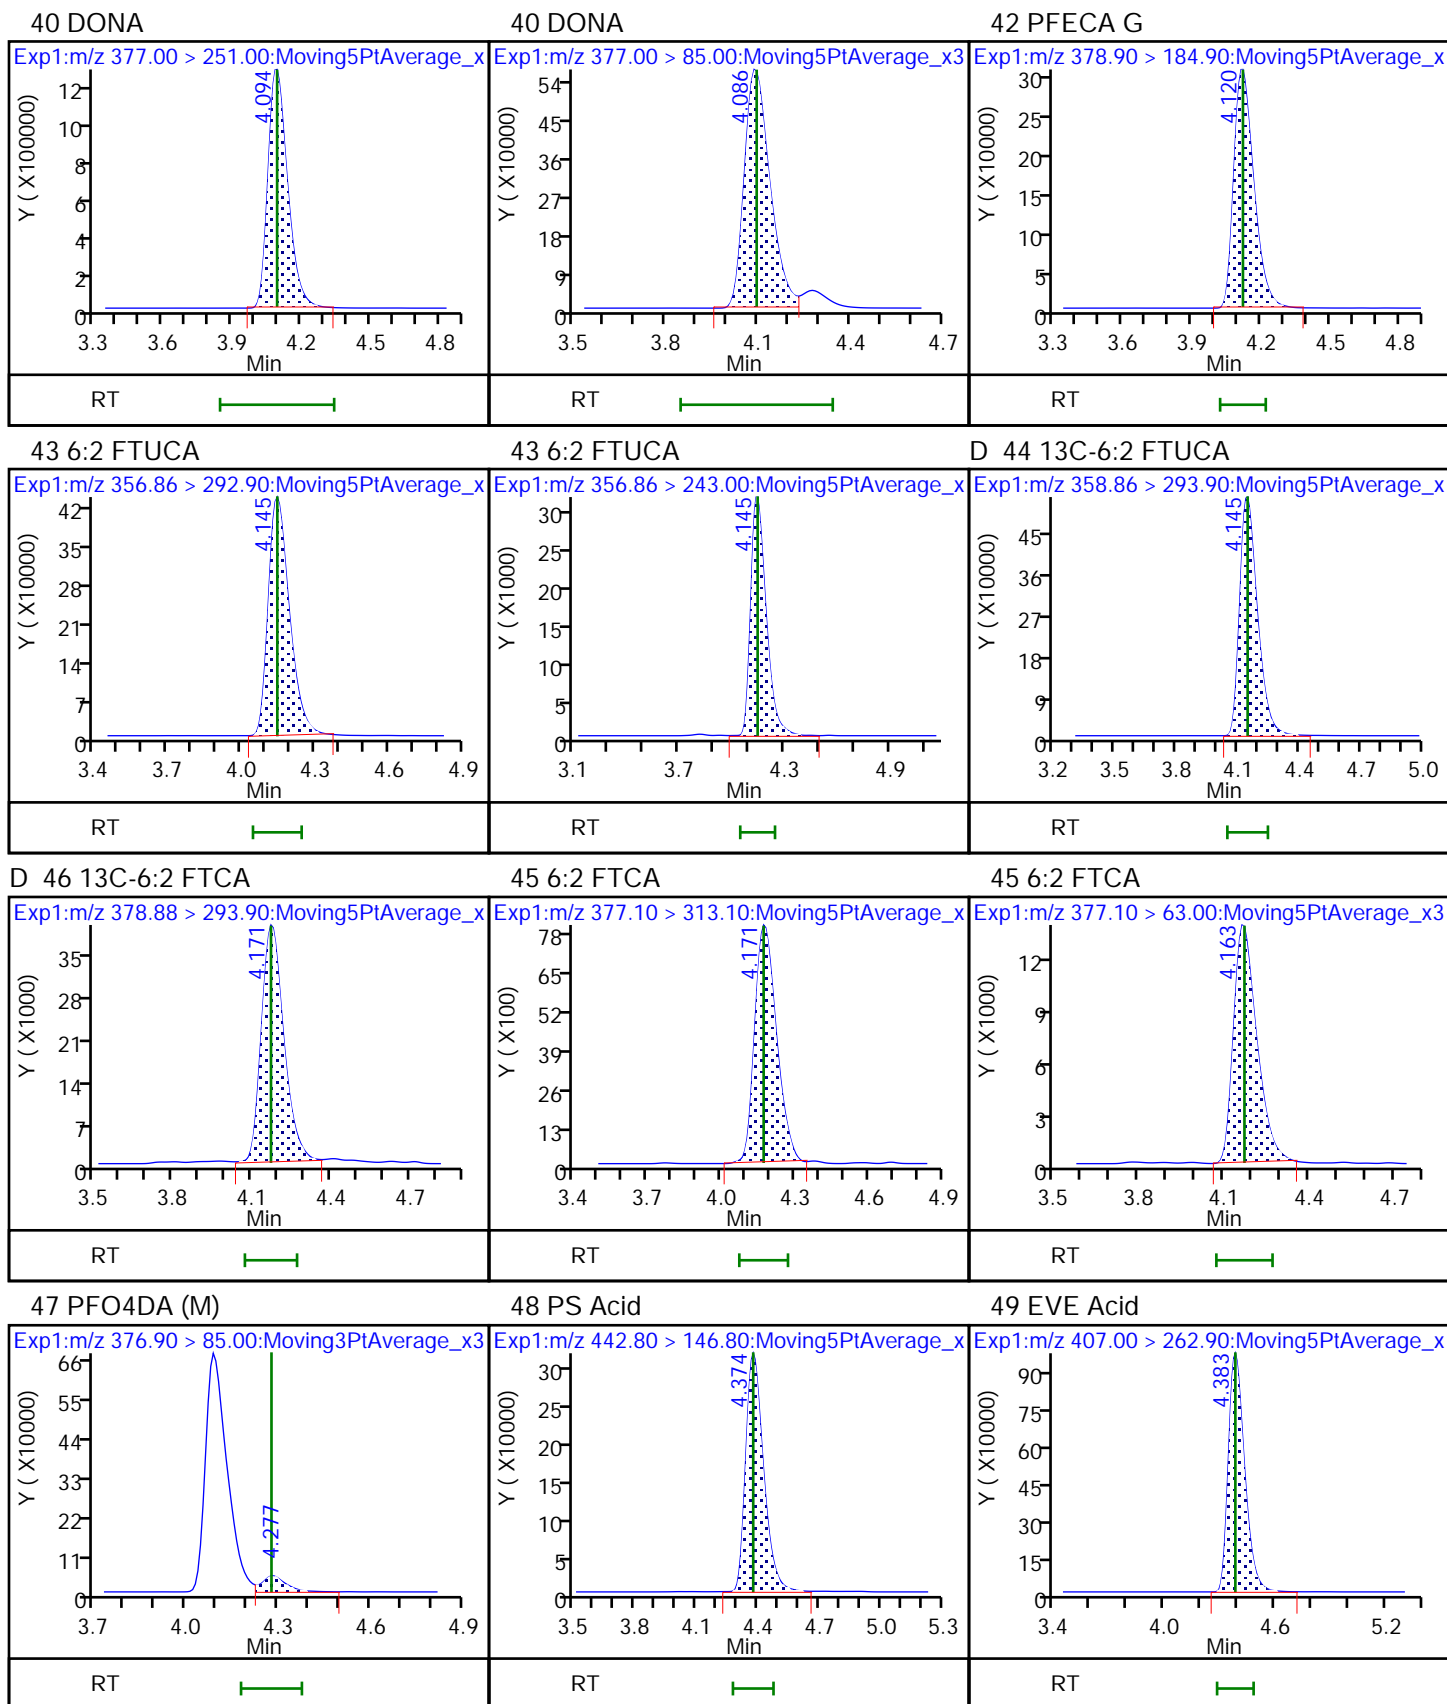 40 DONA
Exp1:m/z 377.00 > 251.00:Moving5PtAverage_x
Y ( X100000)
12
10
8
6
4
2
0
4.094
3.3 3.6 3.9 4.2 4.5 4.8
Min
RT
40 DONA
Exp1:m/z 377.00 > 85.00:Moving5PtAverage_x3
Y ( X10000)
54
45
36
27
18
9
0
4.086
3.5 3.8 4.1 4.4 4.7
Min
RT
42 PFECA G
Exp1:m/z 378.90 > 184.90:Moving5PtAverage_x
Y ( X10000)
30
25
20
15
10
5
0
4.120
3.3 3.6 3.9 4.2 4.5 4.8
Min
RT
43 6:2 FTUCA
Exp1:m/z 356.86 > 292.90:Moving5PtAverage_x
Y ( X10000)
42
35
28
21
14
7
0
4.145
3.4 3.7 4.0 4.3 4.6 4.9
Min
RT
43 6:2 FTUCA
Exp1:m/z 356.86 > 243.00:Moving5PtAverage_x
Y ( X1000)
30
25
20
15
10
5
0
4.145
3.1 3.7 4.3 4.9
Min
RT
D 44 13C-6:2 FTUCA
Exp1:m/z 358.86 > 293.90:Moving5PtAverage_x
Y ( X10000)
45
36
27
18
9
0
4.145
3.2 3.5 3.8 4.1 4.4 4.7 5.0
Min
RT
D 46 13C-6:2 FTCA
Exp1:m/z 378.88 > 293.90:Moving5PtAverage_x
Y ( X1000)
35
28
21
14
7
0
4.171
3.5 3.8 4.1 4.4 4.7
Min
RT
45 6:2 FTCA
Exp1:m/z 377.10 > 313.10:Moving5PtAverage_x
Y ( X100)
78
65
52
39
26
13
0
4.171
3.4 3.7 4.0 4.3 4.6 4.9
Min
RT
45 6:2 FTCA
Exp1:m/z 377.10 > 63.00:Moving5PtAverage_x3
Y ( X1000)
12
9
6
3
0
4.163
3.5 3.8 4.1 4.4 4.7
Min
RT
47 PFO4DA (M)
Exp1:m/z 376.90 > 85.00:Moving3PtAverage_x3
Y ( X10000)
66
55
44
33
22
11
0
4.277
3.7 4.0 4.3 4.6 4.9
Min
RT
48 PS Acid
Exp1:m/z 442.80 > 146.80:Moving5PtAverage_x
Y ( X10000)
30
25
20
15
10
5
0
4.374
3.5 3.8 4.1 4.4 4.7 5.0 5.3
Min
RT
49 EVE Acid
Exp1:m/z 407.00 > 262.90:Moving5PtAverage_x
Y ( X10000)
90
75
60
45
30
15
0
4.383
3.4 4.0 4.6 5.2
Min
RT